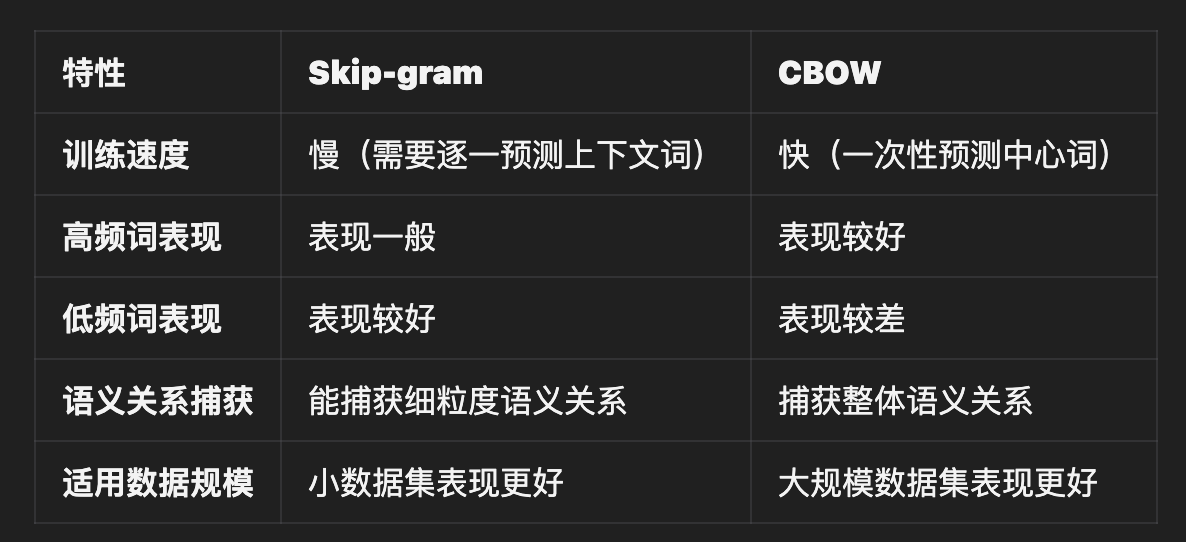 特性 Skip-gram CBOW
训练速度 慢（需要逐一预测上下文词） 快（一次性预测中心词）
高频词表现 表现一般 表现较好
低频词表现 表现较好 表现较差
语义关系捕获 能捕获细粒度语义关系 捕获整体语义关系
适用数据规模 小数据集表现更好 大规模数据集表现更好